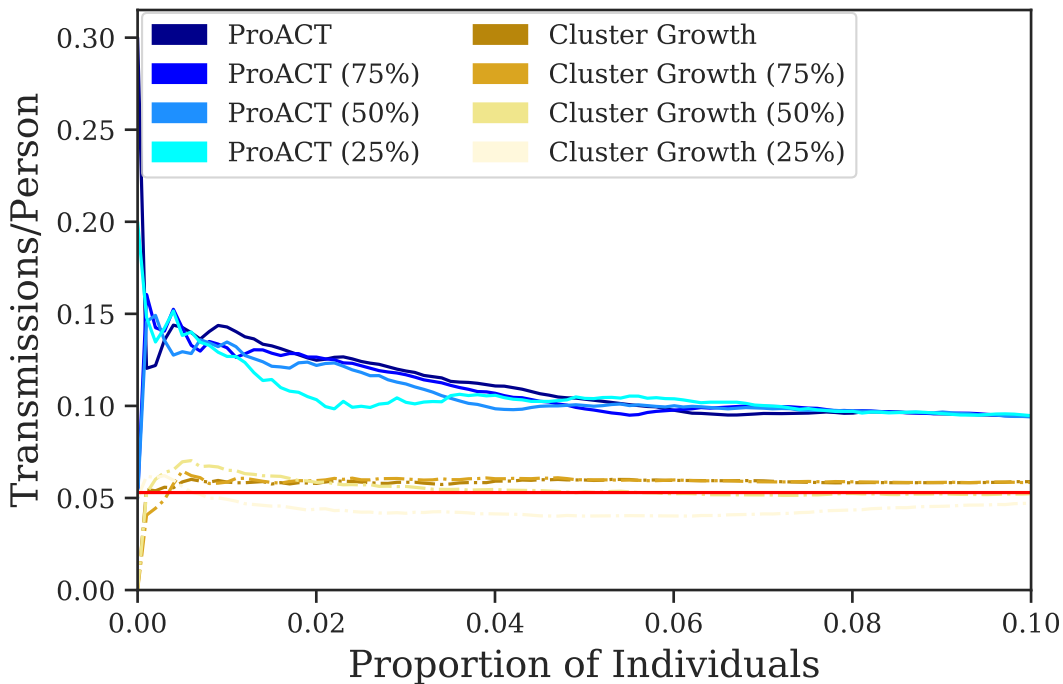 Transmissions/Person
0.30
0.25
0.20
0.15
0.10
0.05
0.00
ProACT
ProACT (75%)
ProACT (50%)
ProACT (25%)
Cluster Growth
Cluster Growth (75%)
Cluster Growth (50%)
Cluster Growth (25%)
0.00 0.02 0.04 0.06 0.08 0.10
Proportion of Individuals